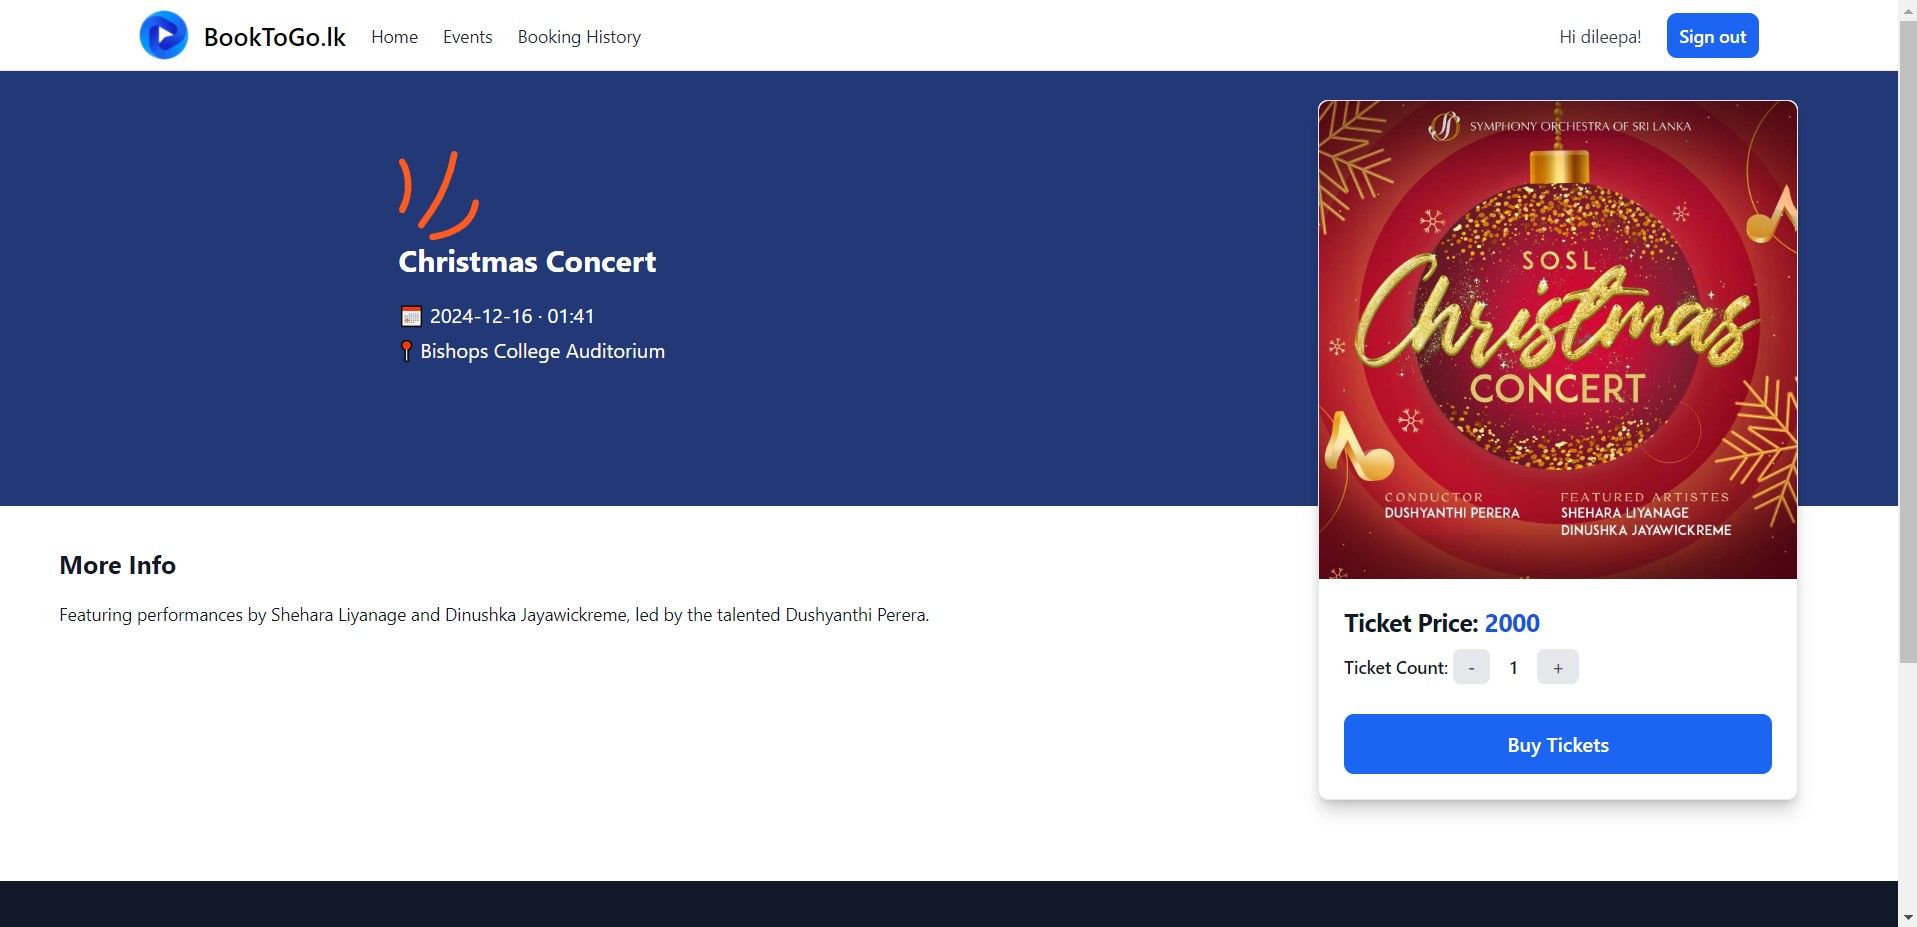 BookToGo.lk Home Events Booking History Hi dileepa! Sign out
Christmas Concert
2024-12-16 · 01:41
Bishops College Auditorium
SYMPHONY ORCHESTRA OF SRI LANKA
SOSL
Christmas
CONCERT
CONDUCTOR
DUSHYANTHI PERERA
FEATURED ARTISTES
SHEHARA LIYANAGE
DINUSHKA JAYAWICKREME
More Info
Featuring performances by Shehara Liyanage and Dinushka Jayawickreme, led by the talented Dushyanthi Perera.
Ticket Price: 2000
Ticket Count: - 1 +
Buy Tickets